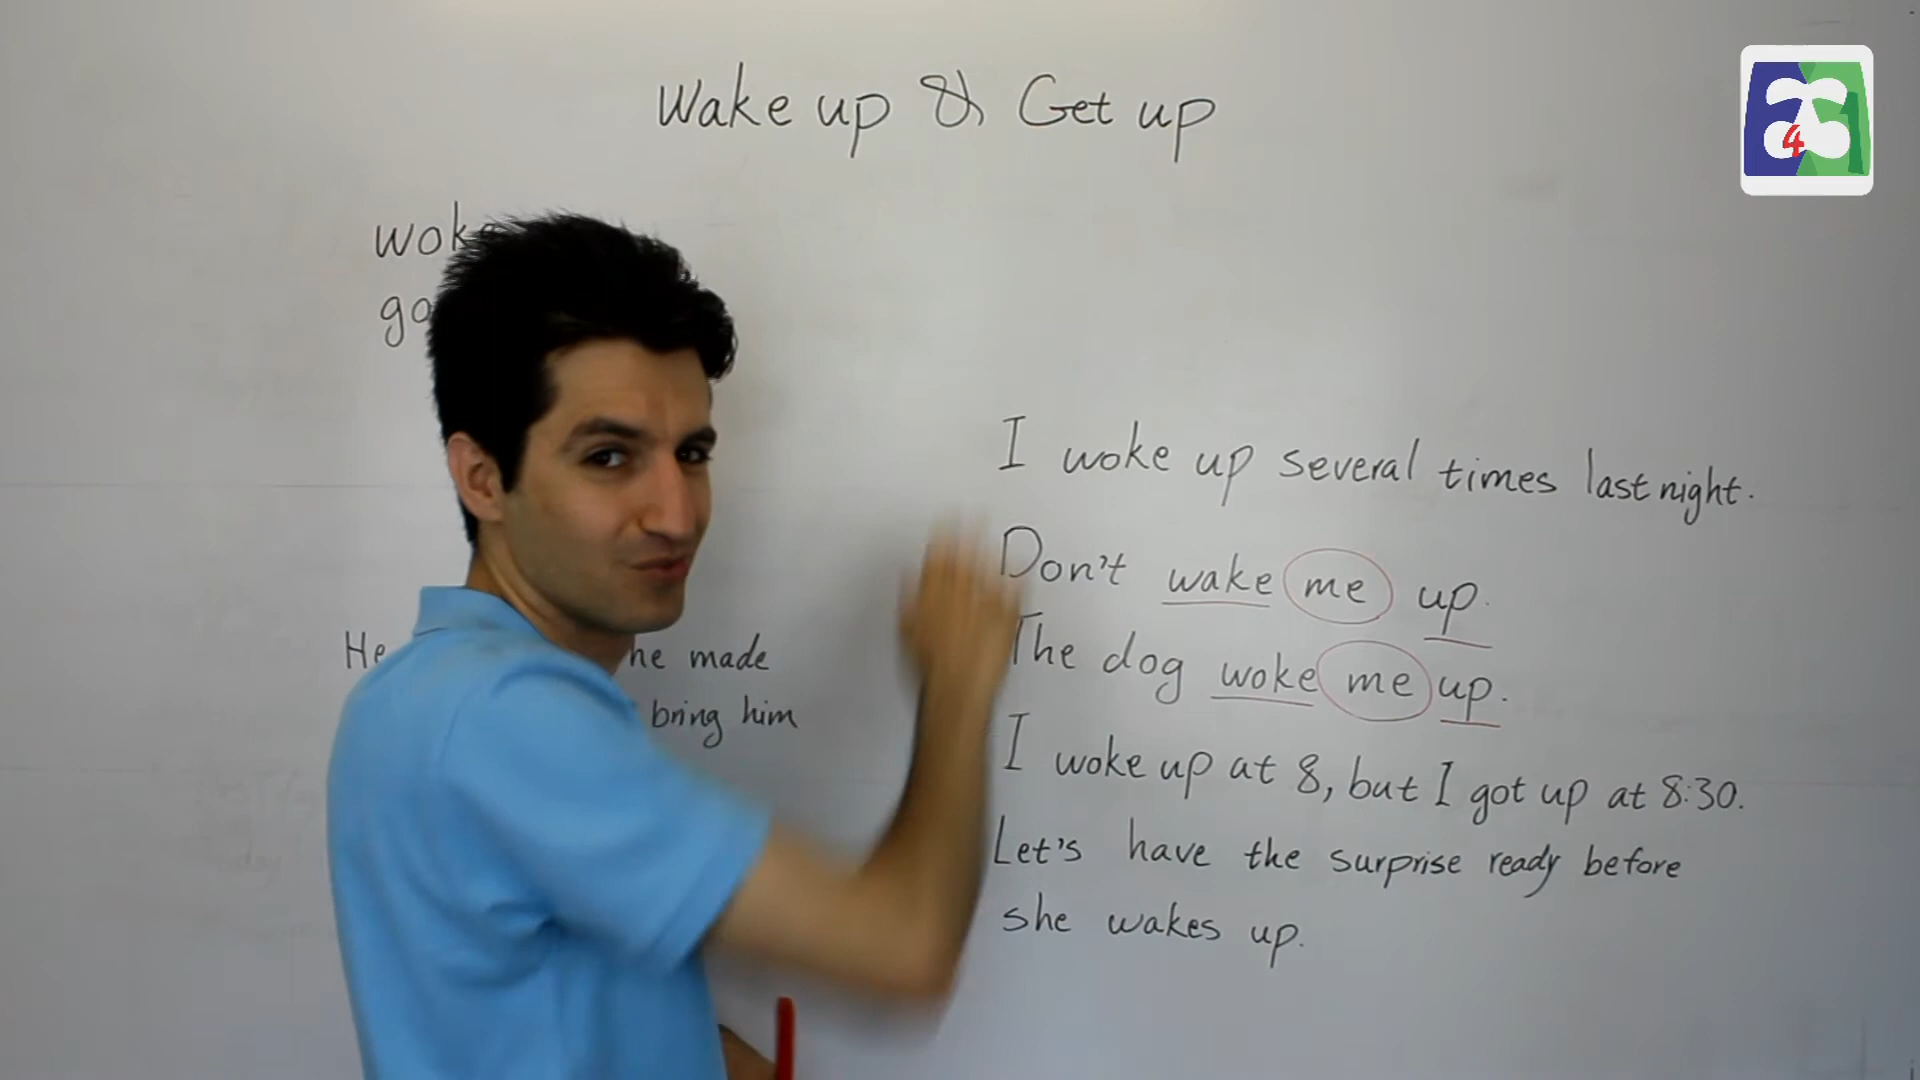 Wake up & Get up
He he made
bring him
I woke up several times last night.
Don't wake me up.
The dog woke me up.
I woke up at 8, but I got up at 8:30.
Let's have the surprise ready before
she wakes up.
4